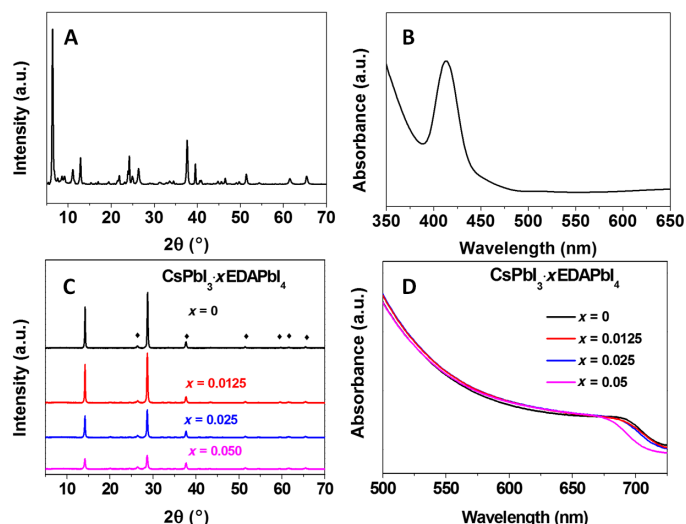 A
Intensity (a.u.)
10 20 30 40 50 60 70
2θ (°)
B
Absorbance (a.u.)
350 400 450 500 550 600 650
Wavelength (nm)
C
CsPbI₃·xEDAPbI₄
x = 0
x = 0.0125
x = 0.025
x = 0.050
Intensity (a.u.)
10 20 30 40 50 60 70
2θ (°)
CsPbI₃·xEDAPbI₄
D
x = 0
x = 0.0125
x = 0.025
x = 0.05
Absorbance (a.u.)
500 550 600 650 700
Wavelength (nm)